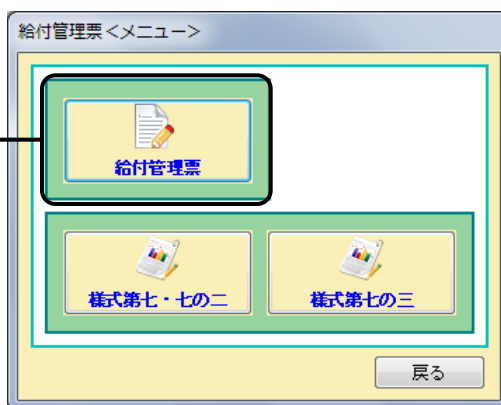 給付管理票＜メニュー＞
給付管理票
様式第七・七の二
様式第七の三
戻る